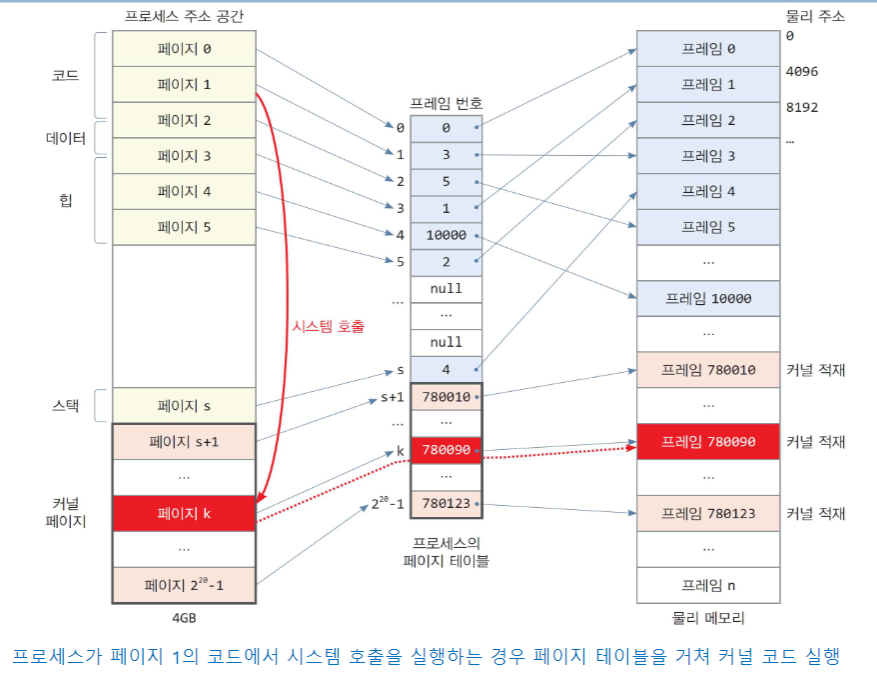 프로세스 주소 공간
코드
데이터
힙
스택
커널
페이지
페이지 0
페이지 1
페이지 2
페이지 3
페이지 4
페이지 5
페이지 s
페이지 s+1
...
페이지 k
...
페이지 2²⁰-1
4GB
시스템 호출
프레임 번호
0 0
1 3
2 5
3 1
4 10000
5 2
null
... ...
null
s 4
s+1 780010
... ...
k 780090
...
2²⁰-1 780123
프로세스의
페이지 테이블
물리 주소
프레임 0 0
프레임 1 4096
프레임 2 8192
프레임 3 ...
프레임 4
프레임 5
...
프레임 10000
...
프레임 780010 커널 적재
...
프레임 780090 커널 적재
...
프레임 780123 커널 적재
...
프레임 n
물리 메모리
프로세스가 페이지 1의 코드에서 시스템 호출을 실행하는 경우 페이지 테이블을 거쳐 커널 코드 실행